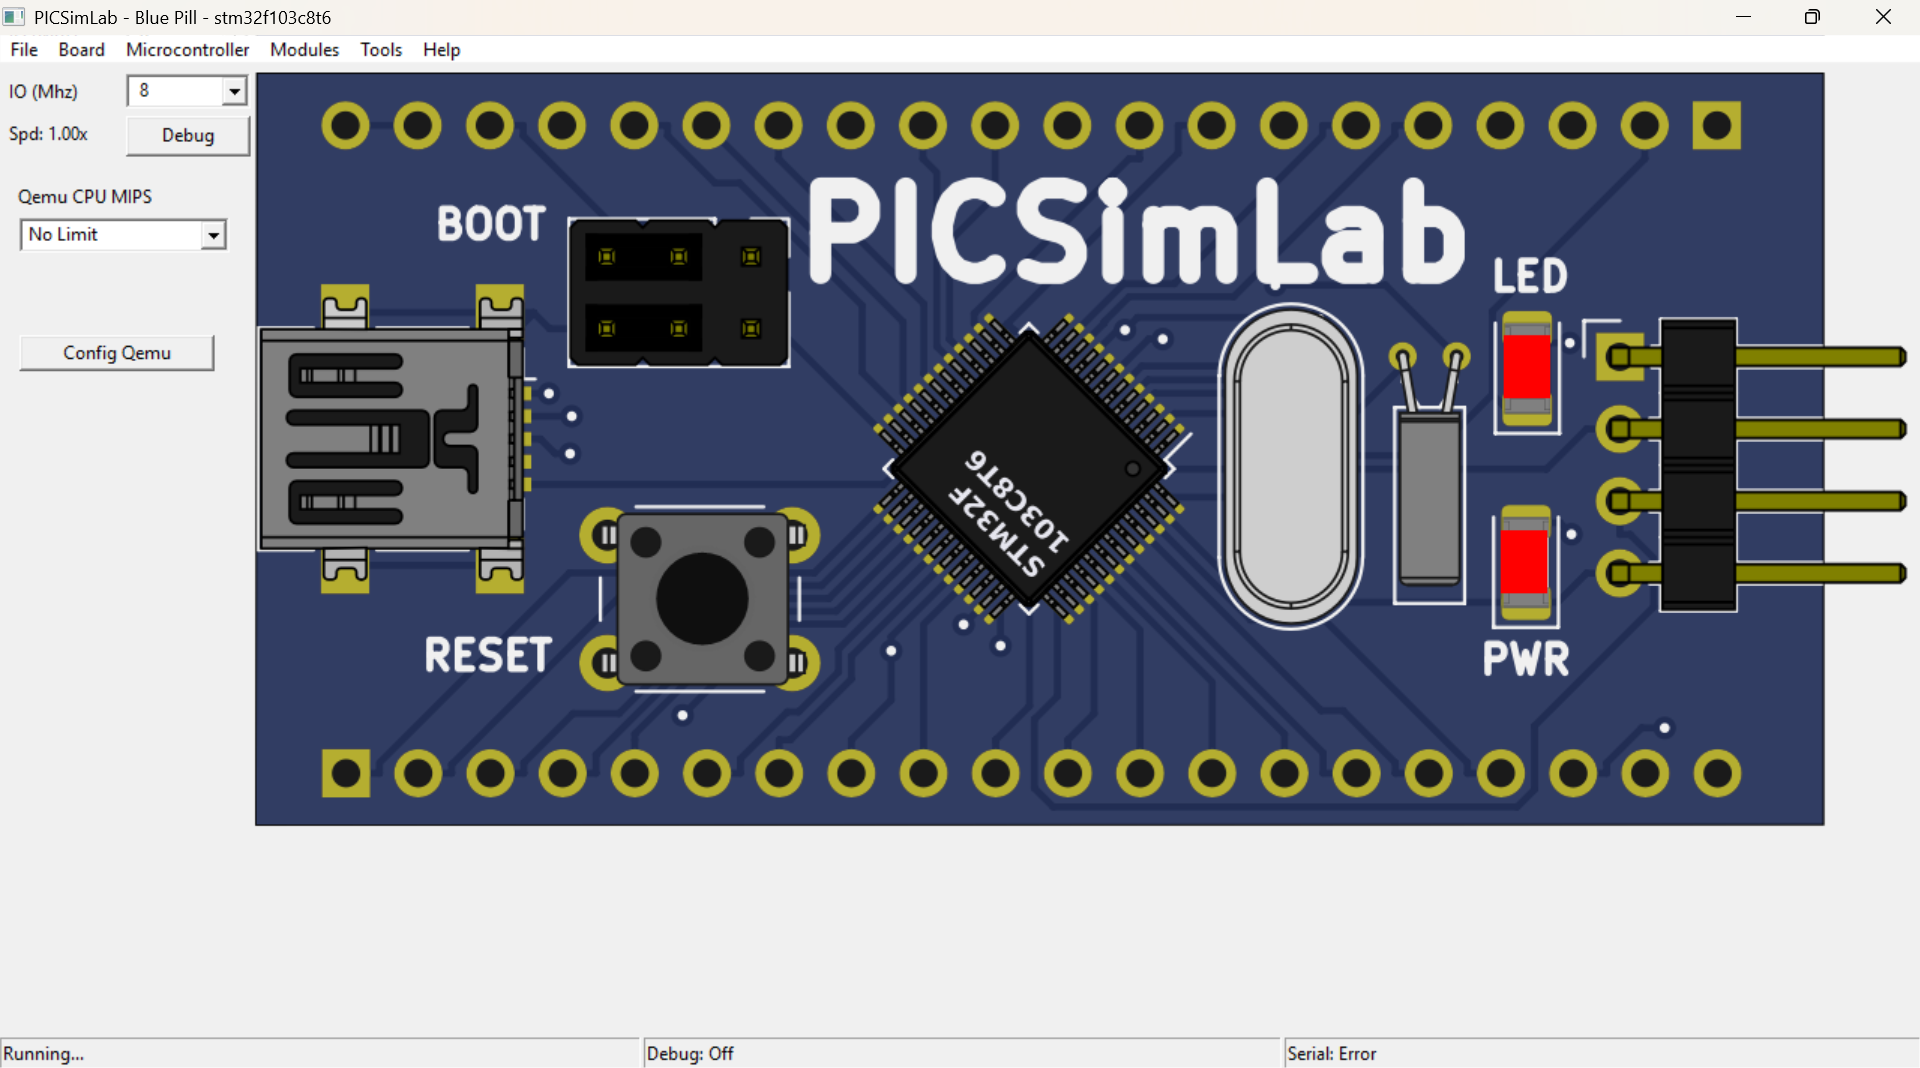 PICSimLab - Blue Pill - stm32f103c8t6
File Board Microcontroller Modules Tools Help
IO (Mhz) 8
Spd: 1.00x Debug
Qemu CPU MIPS
No Limit
Config Qemu
BOOT
PICSimLab
LED
STM32F
103C8T6
RESET
PWR
Running...
Debug: Off
Serial: Error